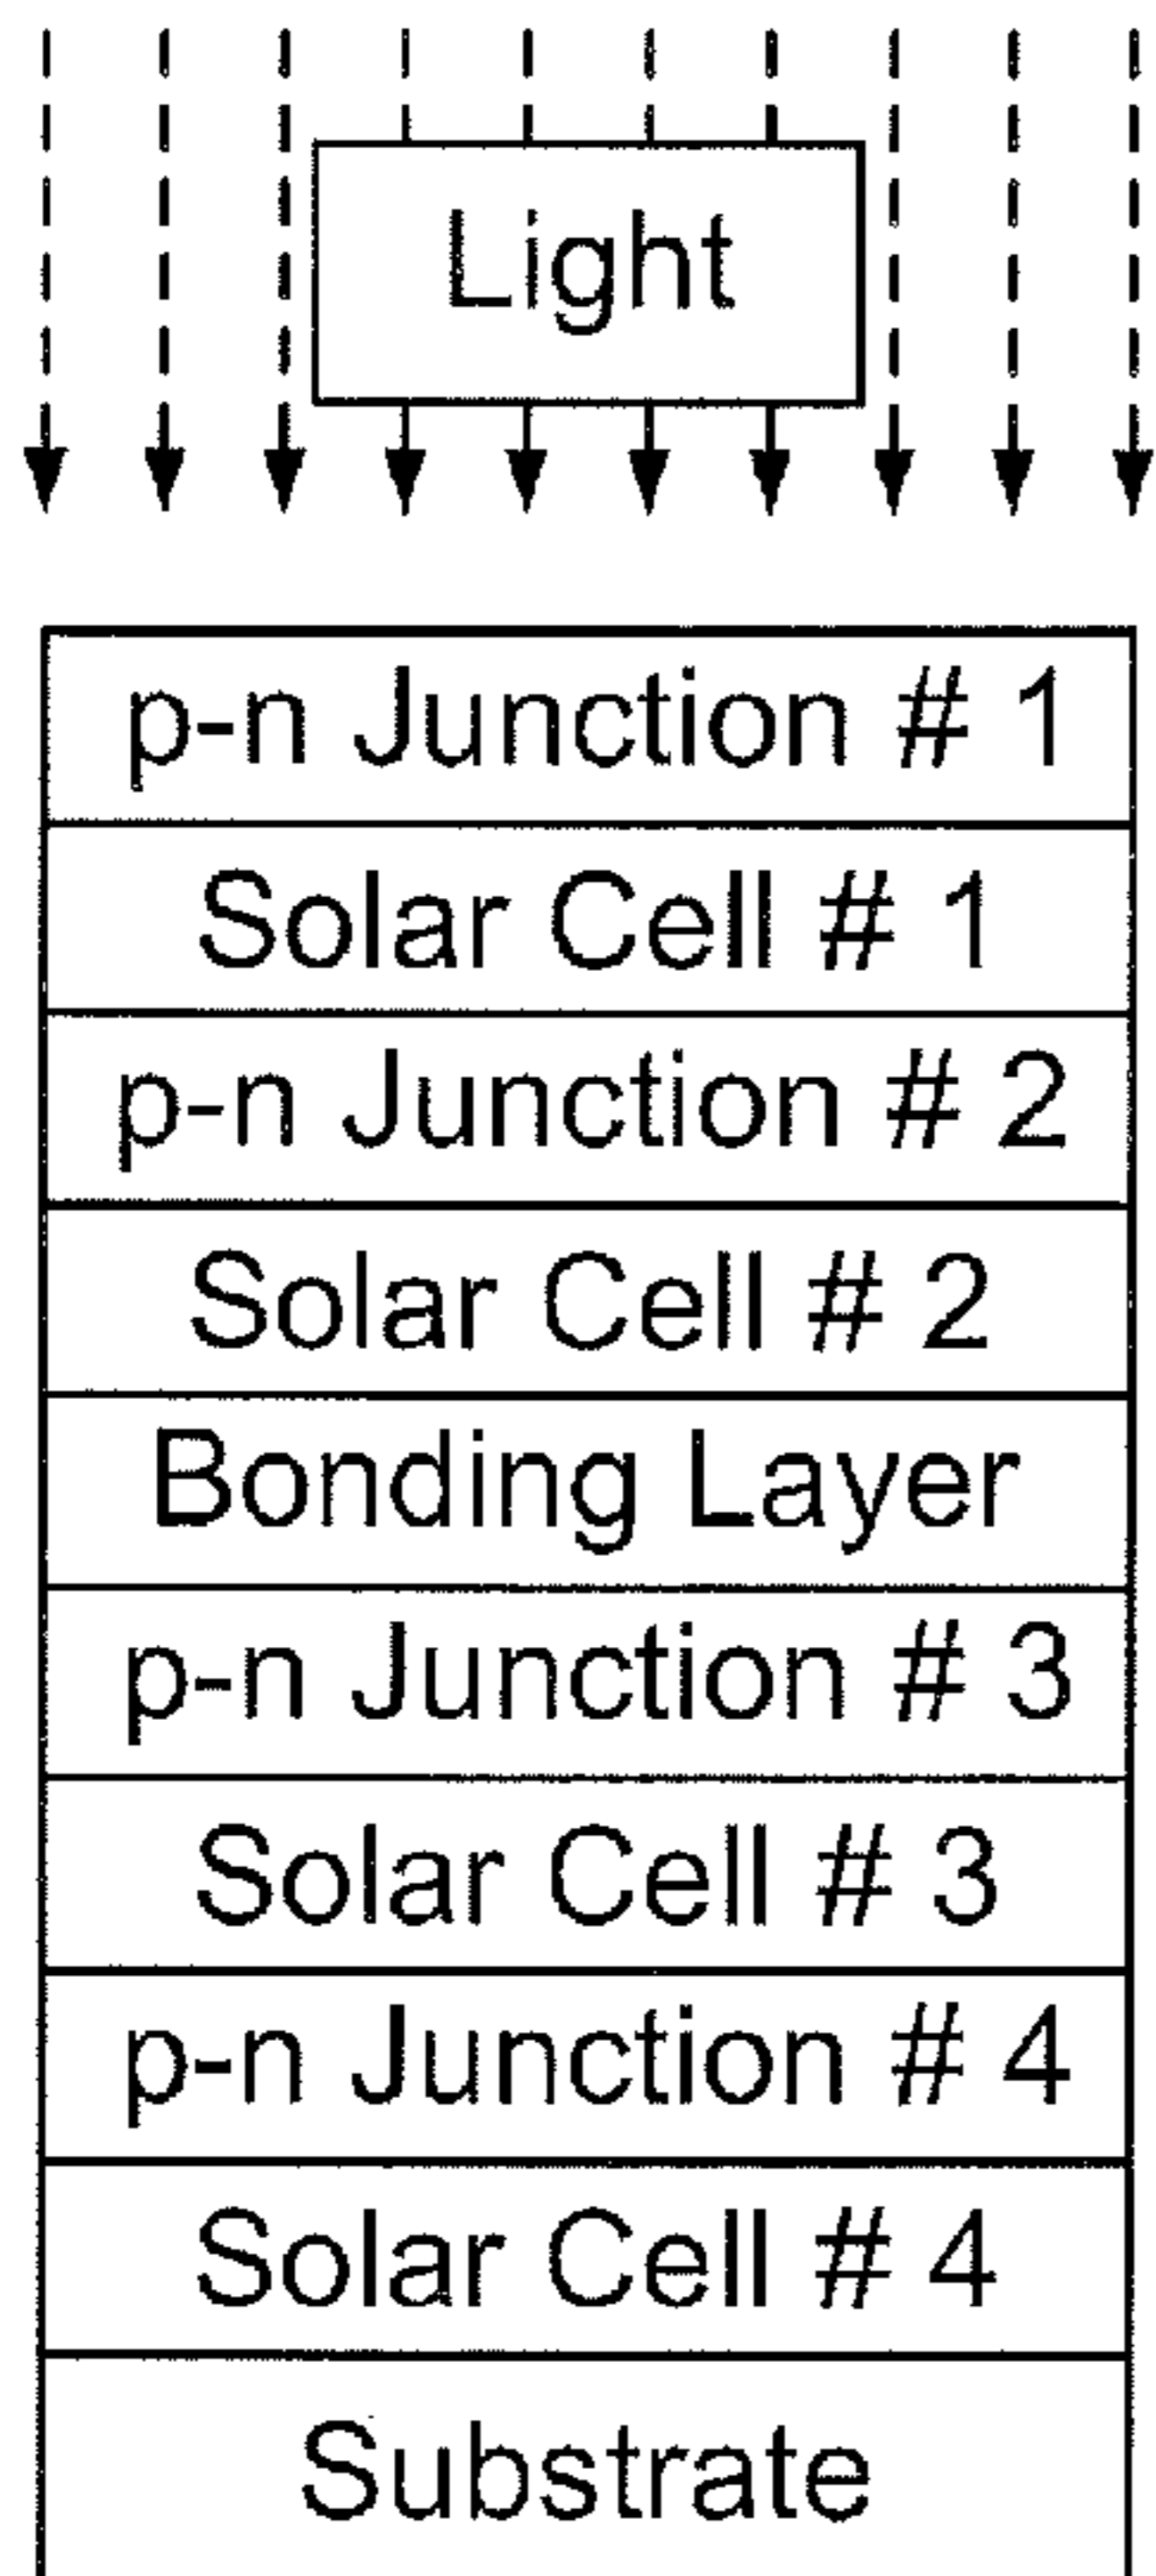 Light
p-n Junction # 1
Solar Cell # 1
p-n Junction # 2
Solar Cell # 2
Bonding Layer
p-n Junction # 3
Solar Cell # 3
p-n Junction # 4
Solar Cell # 4
Substrate